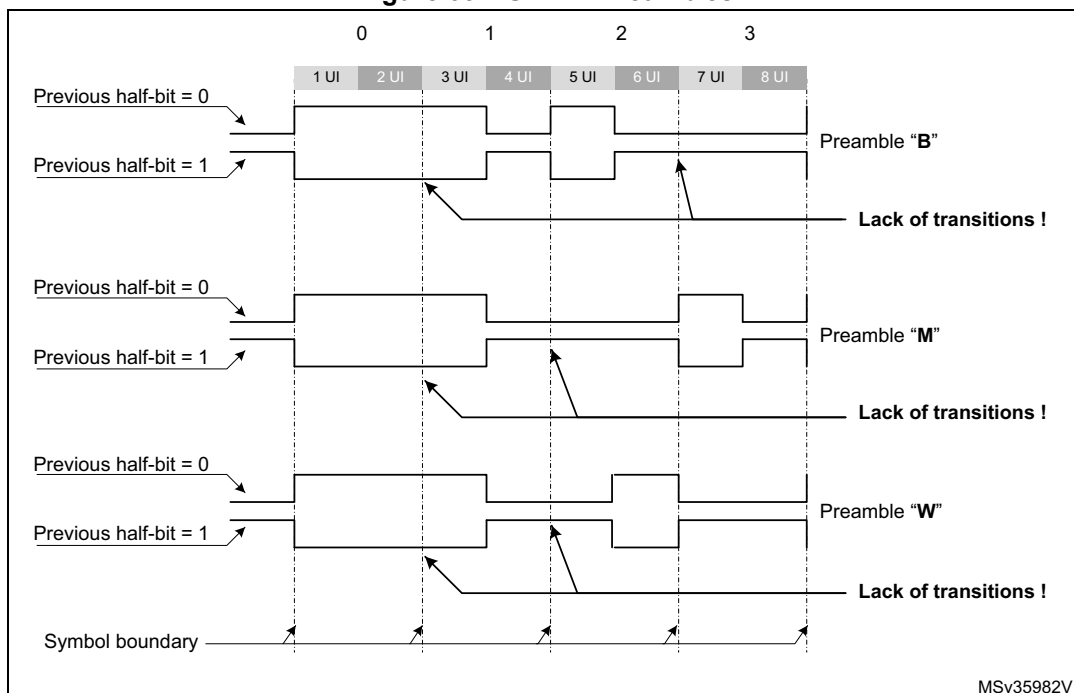 0 1 2 3
1 UI 2 UI 3 UI 4 UI 5 UI 6 UI 7 UI 8 UI
Previous half-bit = 0
Preamble “B”
Previous half-bit = 1
Lack of transitions !
Previous half-bit = 0
Preamble “M”
Previous half-bit = 1
Lack of transitions !
Previous half-bit = 0
Preamble “W”
Previous half-bit = 1
Lack of transitions !
Symbol boundary
MSv35982V